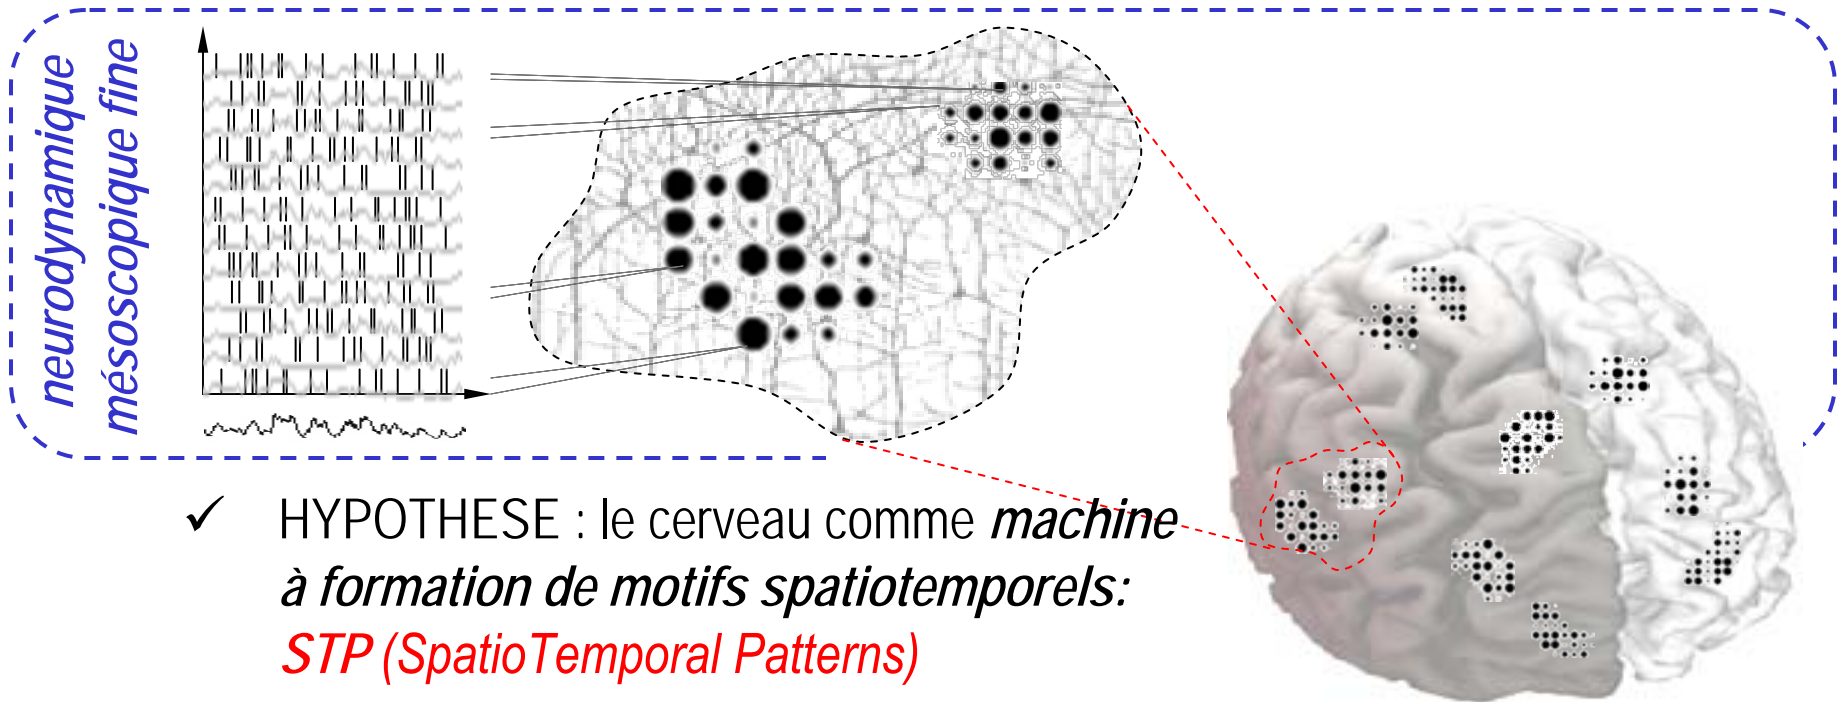 neurodynamique
mésoscopique fine
✓ HYPOTHESE : le cerveau comme machine
à formation de motifs spatiotemporels:
STP (SpatioTemporal Patterns)